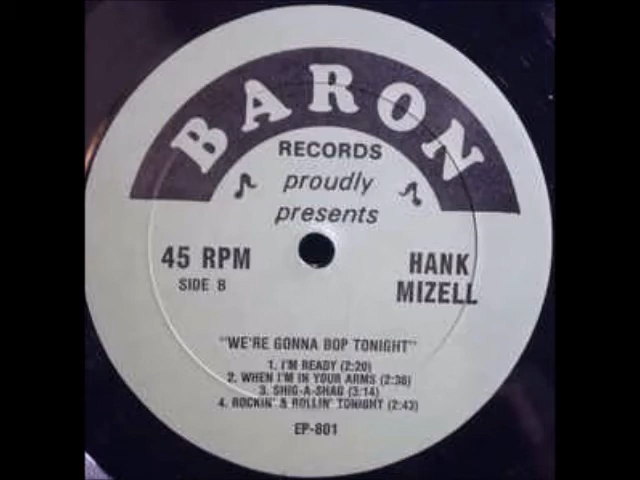 BARON
RECORDS
proudly
presents
45 RPM
SIDE B
HANK
MIZELL
"WE'RE GONNA BOP TONIGHT"
1. I'M READY (2:20)
2. WHEN I'M IN YOUR ARMS (2:36)
3. SHIG-A-SHAG (3:14)
4. ROCKIN' & ROLLIN' TONIGHT (2:43)
EP-801